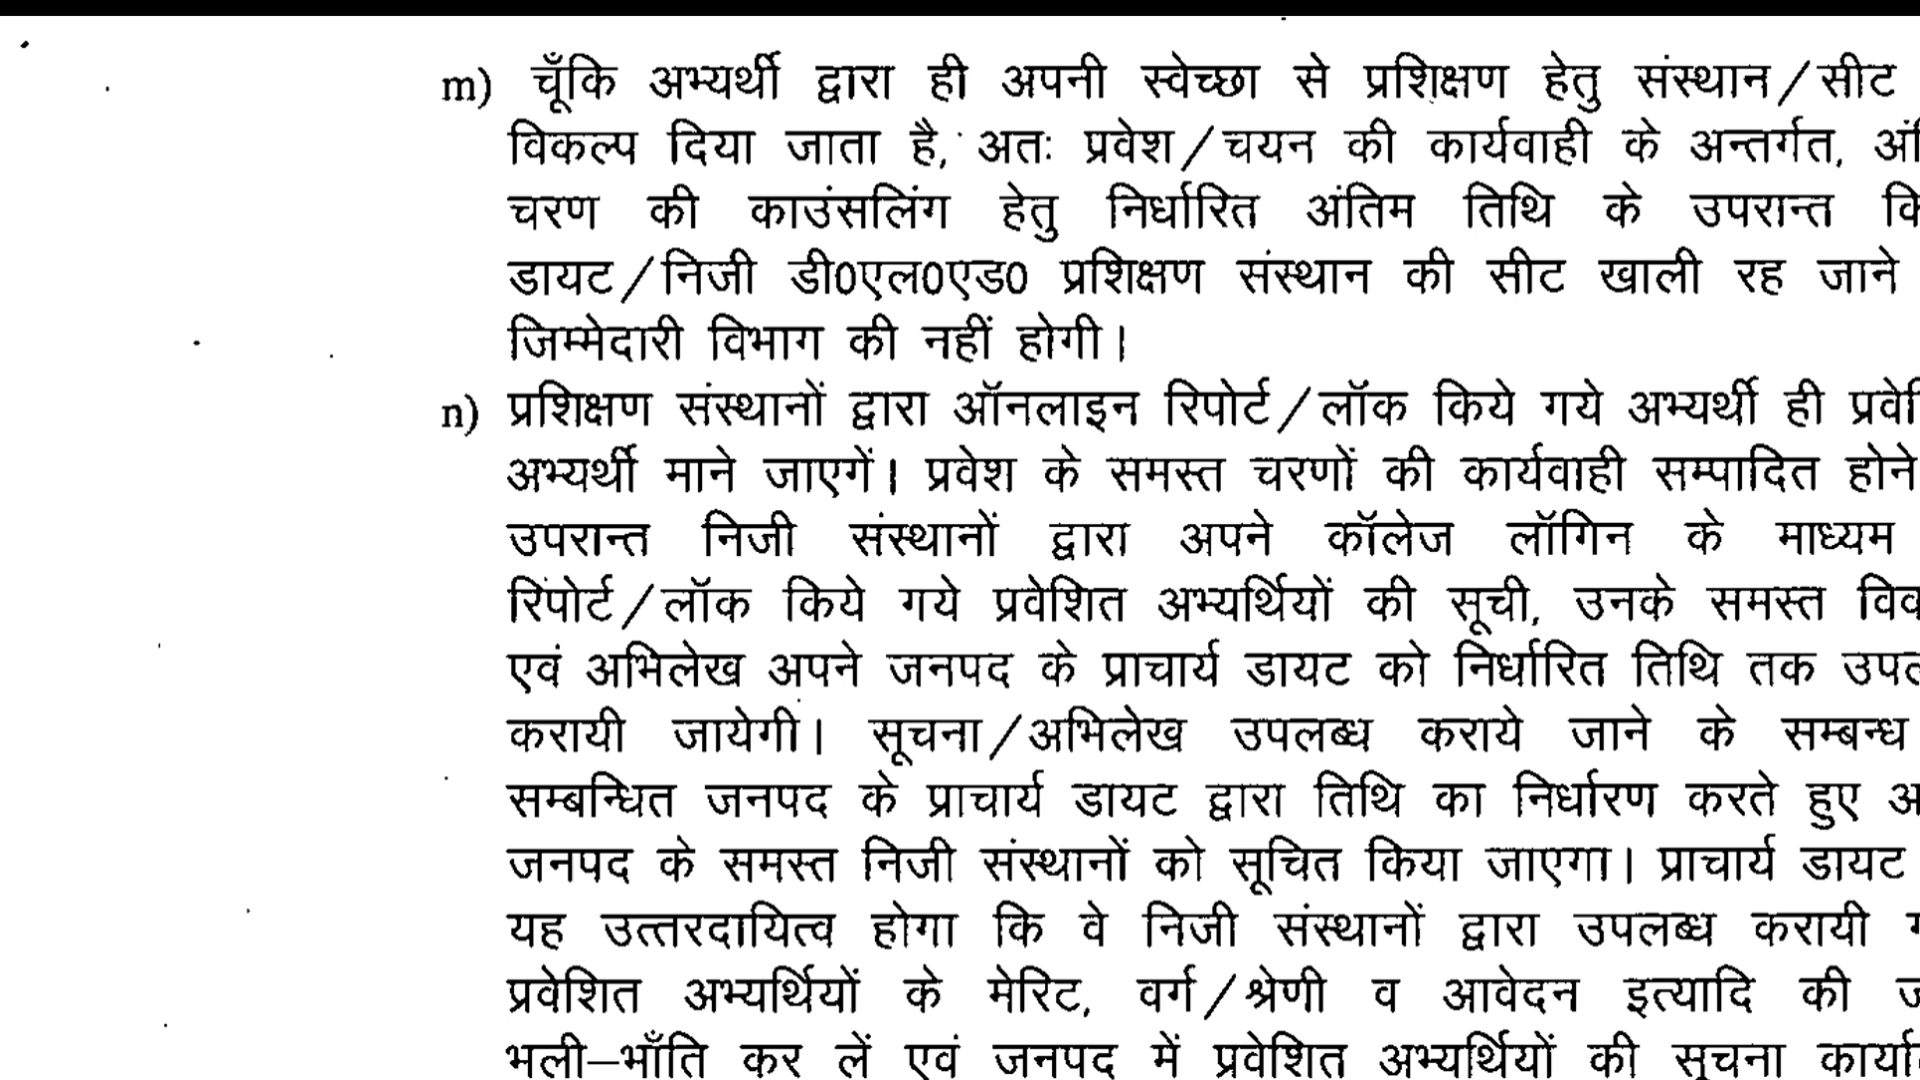 m) चूँकि अभ्यर्थी द्वारा ही अपनी स्वेच्छा से प्रशिक्षण हेतु संस्थान/सीट
विकल्प दिया जाता है, अतः प्रवेश/चयन की कार्यवाही के अन्तर्गत,
चरण की काउंसलिंग हेतु निर्धारित अंतिम तिथि के उपरान्त
डायट/निजी डी0एल0एड0 प्रशिक्षण संस्थान की सीट खाली रह जाने
जिम्मेदारी विभाग की नहीं होगी।
n) प्रशिक्षण संस्थानों द्वारा ऑनलाइन रिपोर्ट/लॉक किये गये अभ्यर्थी ही
अभ्यर्थी माने जाएगें। प्रवेश के समस्त चरणों की कार्यवाही सम्पादित होने
उपरान्त निजी संस्थानों द्वारा अपने कॉलेज लॉगिन के माध्यम
रिपोर्ट/लॉक किये गये प्रवेशित अभ्यर्थियों की सूची, उनके समस्त
एवं अभिलेख अपने जनपद के प्राचार्य डायट को निर्धारित तिथि तक
करायी जायेगी। सूचना/अभिलेख उपलब्ध कराये जाने के सम्बन्ध
सम्बन्धित जनपद के प्राचार्य डायट द्वारा तिथि का निर्धारण करते हुए
जनपद के समस्त निजी संस्थानों को सूचित किया जाएगा। प्राचार्य डायट
यह उत्तरदायित्व होगा कि वे निजी संस्थानों द्वारा उपलब्ध करायी
प्रवेशित अभ्यर्थियों के मेरिट, वर्ग/श्रेणी व आवेदन इत्यादि की
भली–भाँति कर लें एवं जनपद में प्रवेशित अभ्यर्थियों की सूचना